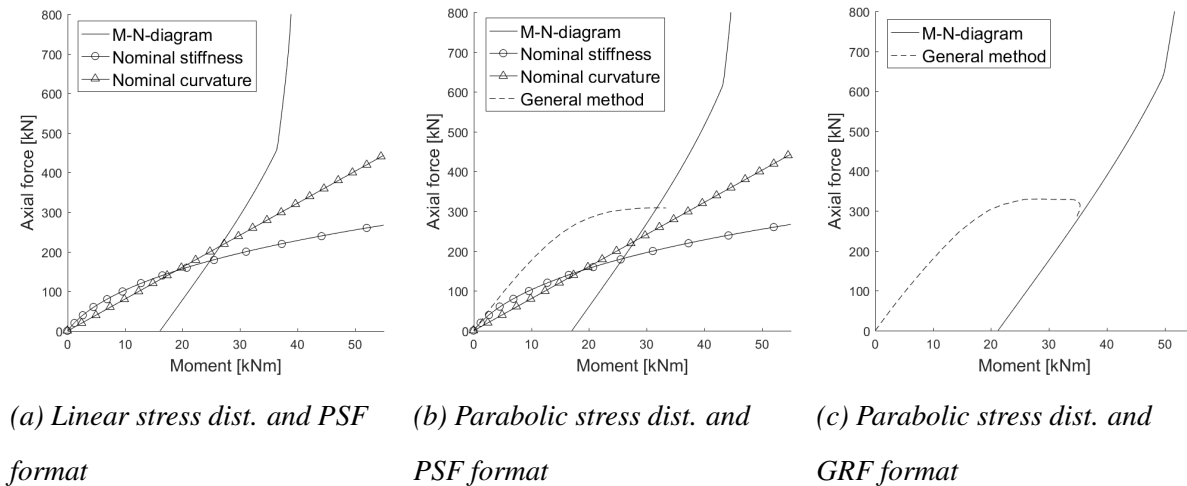 800
700
600
500
400
300
200
100
0
Axial force [kN]
M-N-diagram
Nominal stiffness
Nominal curvature
0 10 20 30 40 50
Moment [kNm]
(a) Linear stress dist. and PSF
format
800
700
600
500
400
300
200
100
0
Axial force [kN]
M-N-diagram
Nominal stiffness
Nominal curvature
General method
0 10 20 30 40 50
Moment [kNm]
(b) Parabolic stress dist. and
PSF format
800
700
600
500
400
300
200
100
0
Axial force [kN]
M-N-diagram
General method
0 10 20 30 40 50
Moment [kNm]
(c) Parabolic stress dist. and
GRF format